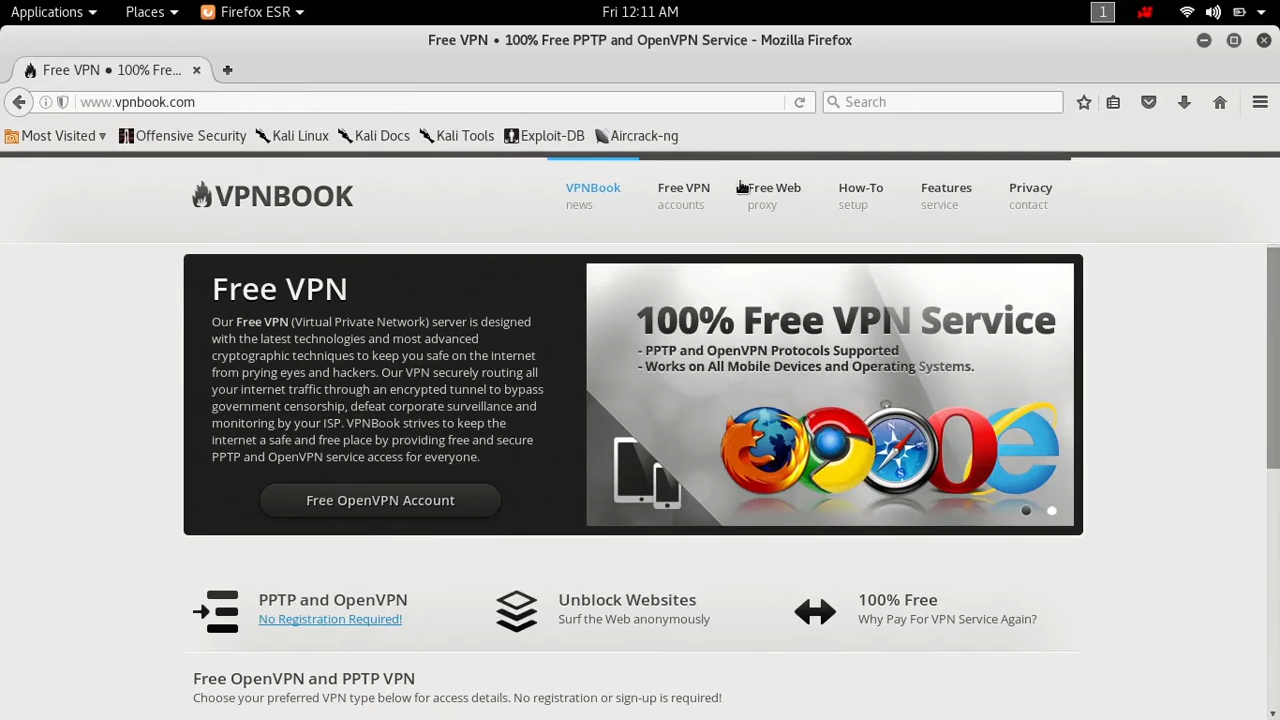 Applications Places Firefox ESR Fri 12:11 AM 1
Free VPN • 100% Free PPTP and OpenVPN Service - Mozilla Firefox
Free VPN ● 100% Fre...
www.vpnbook.com Search
Most Visited Offensive Security Kali Linux Kali Docs Kali Tools Exploit-DB Aircrack-ng
VPNBOOK
VPNBook Free VPN Free Web How-To Features Privacy
news accounts proxy setup service contact
Free VPN
Our Free VPN (Virtual Private Network) server is designed
with the latest technologies and most advanced
cryptographic techniques to keep you safe on the internet
from prying eyes and hackers. Our VPN securely routing all
your internet traffic through an encrypted tunnel to bypass
government censorship, defeat corporate surveillance and
monitoring by your ISP. VPNBook strives to keep the
internet a safe and free place by providing free and secure
PPTP and OpenVPN service access for everyone.
Free OpenVPN Account
100% Free VPN Service
- PPTP and OpenVPN Protocols Supported
- Works on All Mobile Devices and Operating Systems.
PPTP and OpenVPN
No Registration Required!
Unblock Websites
Surf the Web anonymously
100% Free
Why Pay For VPN Service Again?
Free OpenVPN and PPTP VPN
Choose your preferred VPN type below for access details. No registration or sign-up is required!